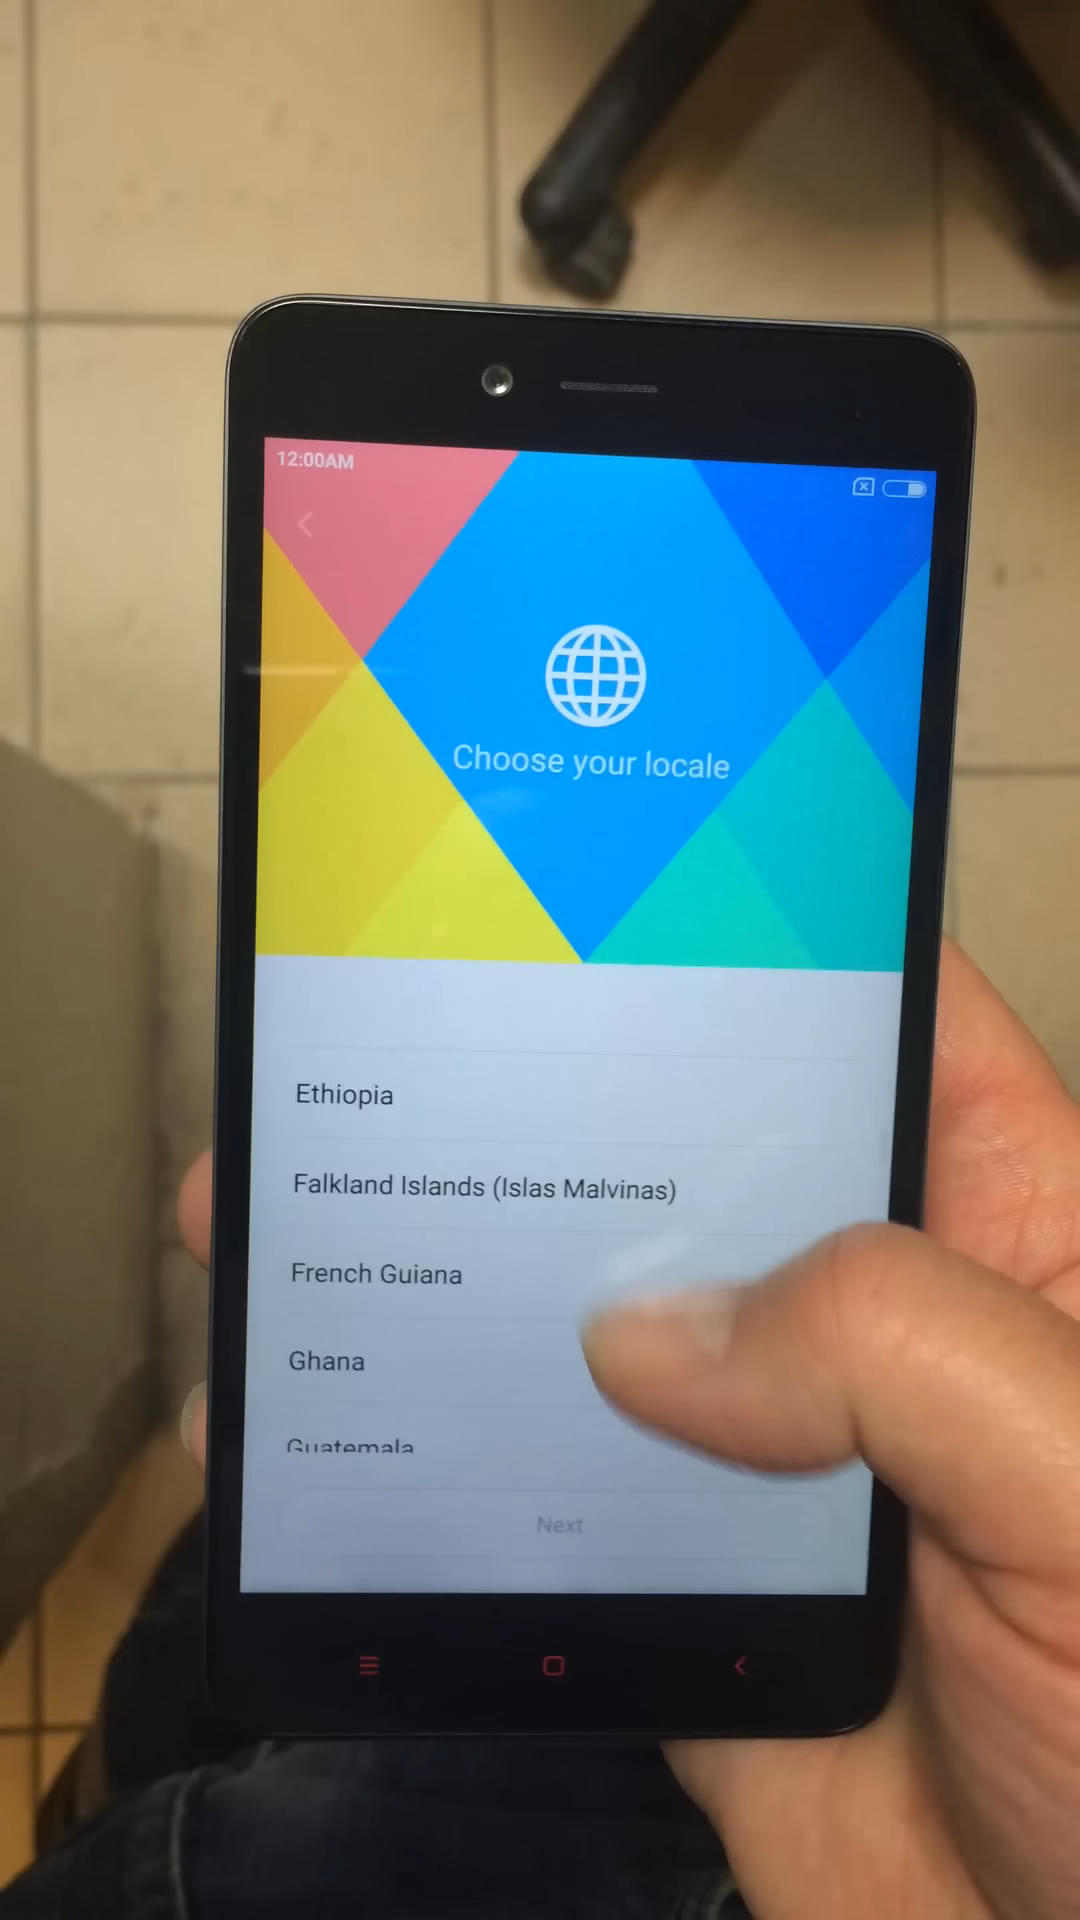 12:00AM
Choose your locale
Ethiopia
Falkland Islands (Islas Malvinas)
French Guiana
Ghana
Guatemala
Next